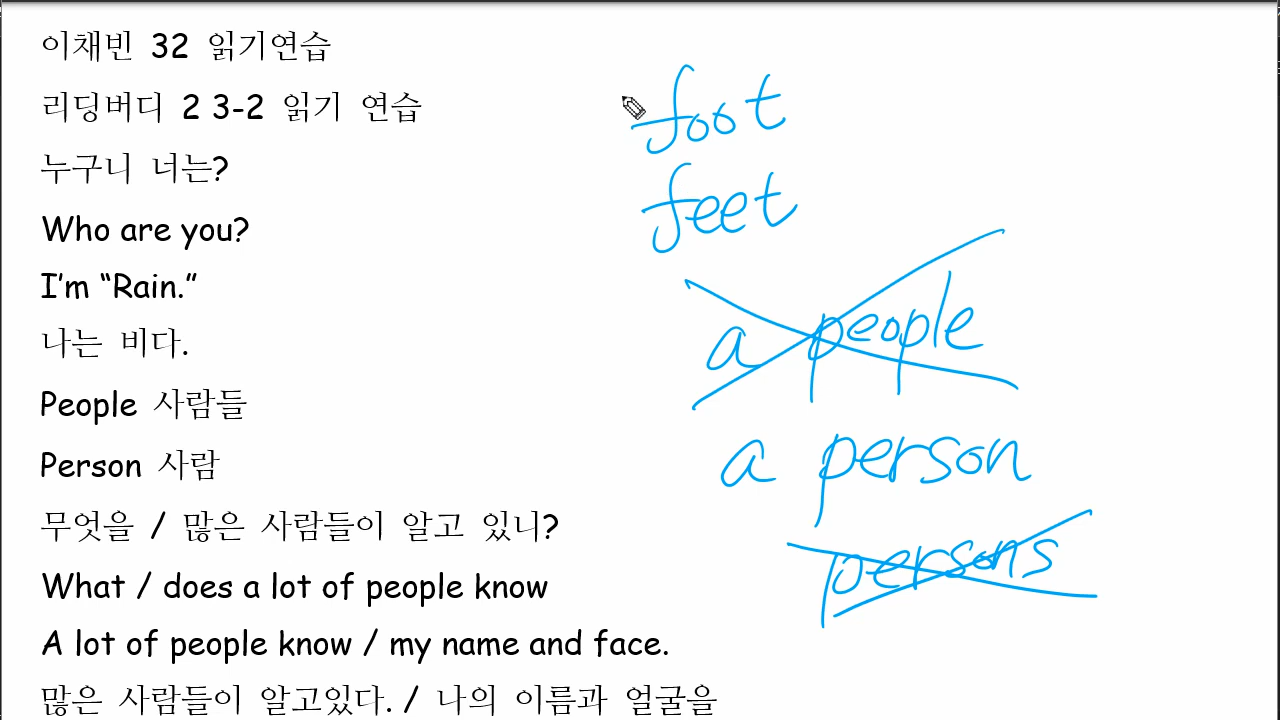 이채빈 32 읽기연습
리딩버디 2 3-2 읽기 연습
누구니 너는?
Who are you?
I'm “Rain.”
나는 비다.
People 사람들
Person 사람
무엇을 / 많은 사람들이 알고 있니?
What / does a lot of people know
A lot of people know / my name and face.
많은 사람들이 알고있다. / 나의 이름과 얼굴을
foot
feet
a people
a person
persons